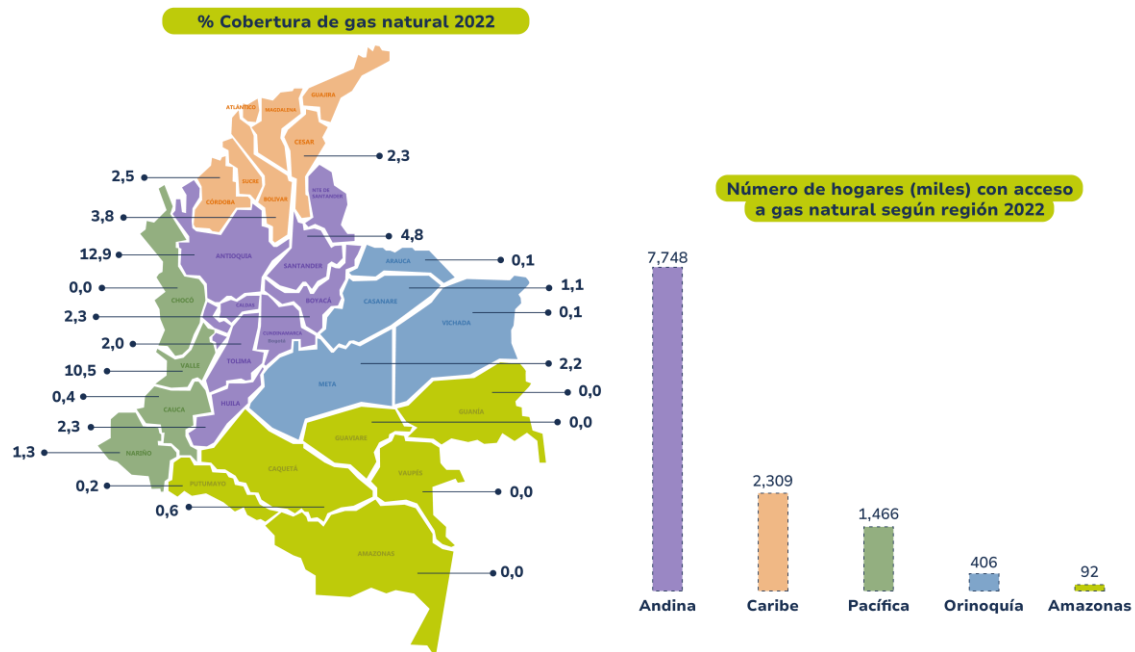 % Cobertura de gas natural 2022
GUAJIRA
ATLÁNTICO
MAGDALENA
CESAR
2,3
2,5
SUCRE
NTE DE
SANTANDER
CÓRDOBA
BOLIVAR
3,8
4,8
12,9
ANTIOQUIA
SANTANDER
ARAUCA
0,1
0,0
CHOCÓ
BOYACÁ
CASANARE
1,1
CALDAS
2,3
0,1
VICHADA
CUNDINAMARCA
Bogotá
2,0
TOLIMA
VALLE
10,5
META
2,2
0,4
CAUCA
HUILA
0,0
GUANÍA
2,3
0,0
GUAVIARE
1,3
NARIÑO
CAQUETÁ
VAUPÉS
PUTUMAYO
0,2
0,0
0,6
AMAZONAS
0,0
Número de hogares (miles) con acceso
a gas natural según región 2022
7,748
2,309
1,466
406
92
Andina
Caribe
Pacífica
Orinoquía
Amazonas